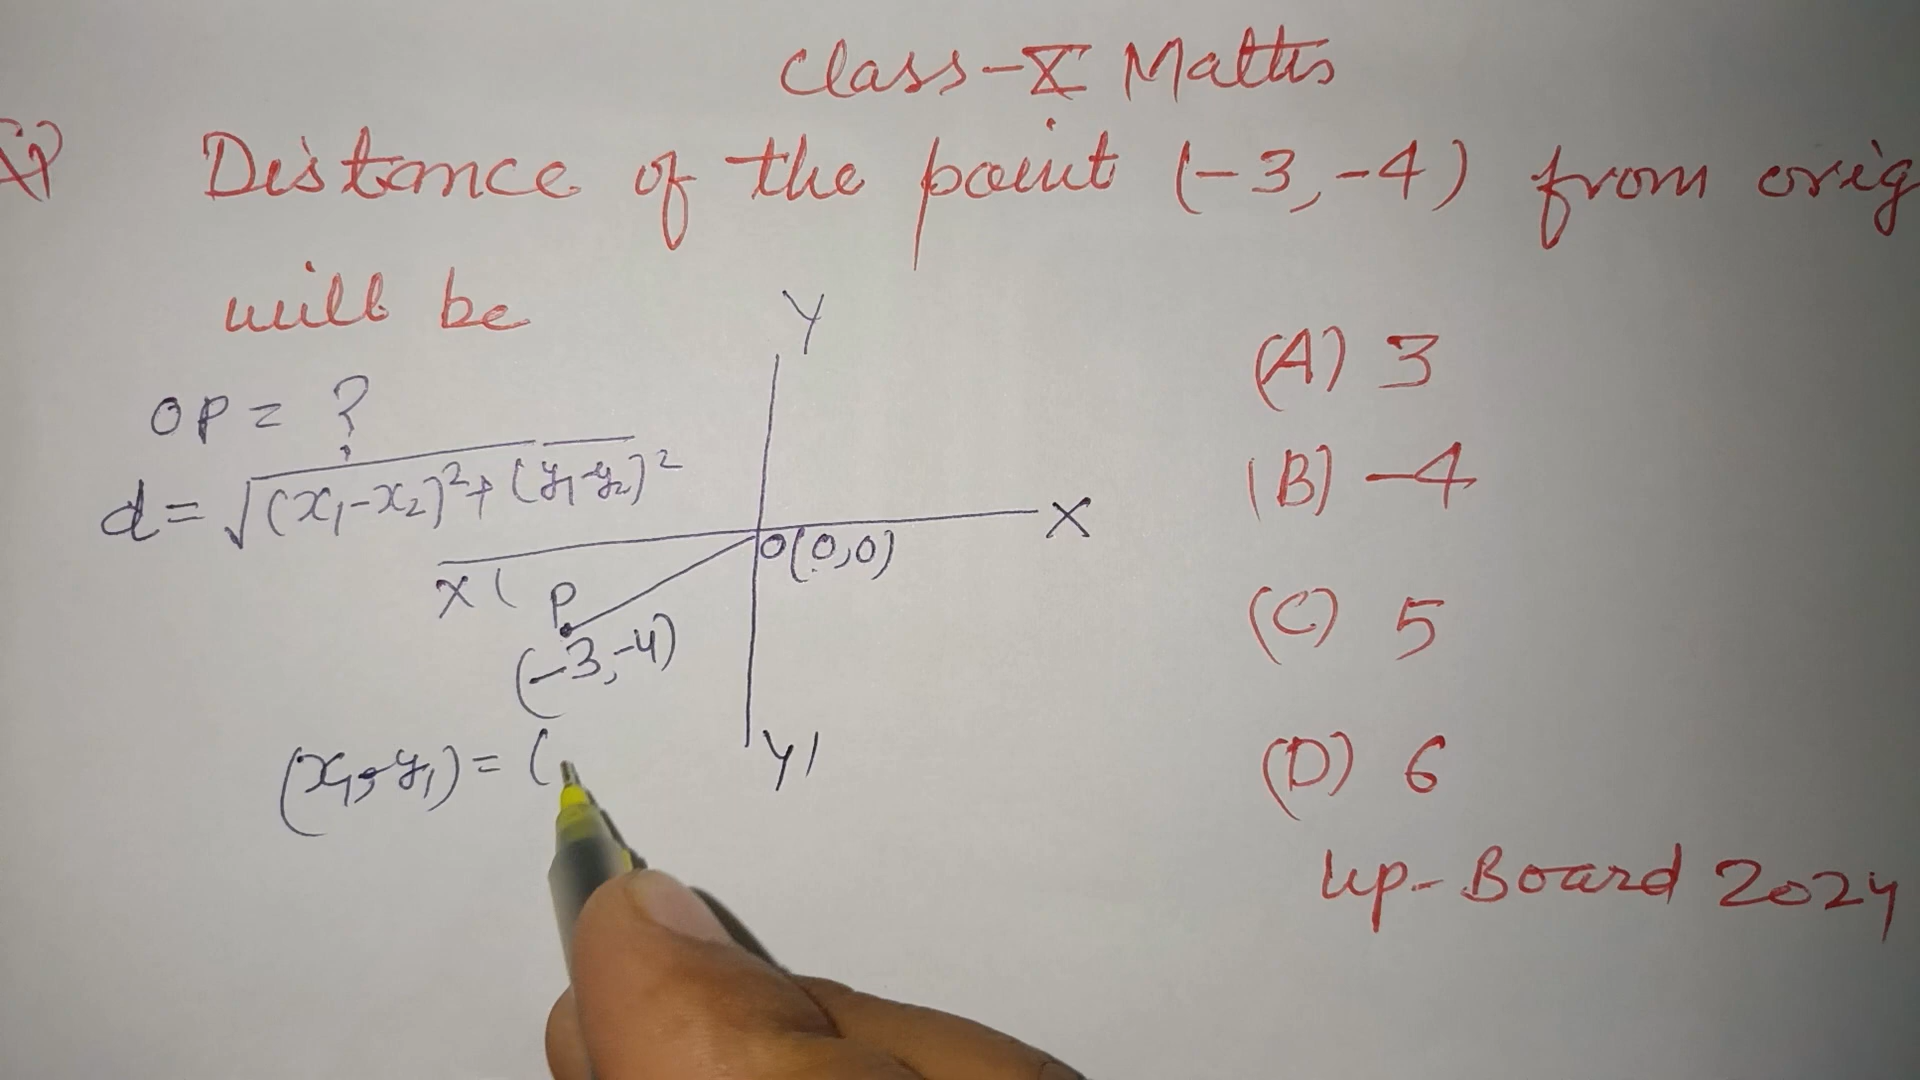 Class-X Maths
Distance of the point (-3,-4) from orig
will be
Y
OP = ?
(A) 3
d = √(x₁-x₂)²+(y₁-y₂)²
(B) -4
X
O(0,0)
X'
P
(-3,-4)
(C) 5
(x₁, y₁) = (
Y'
(D) 6
Up-Board 2024